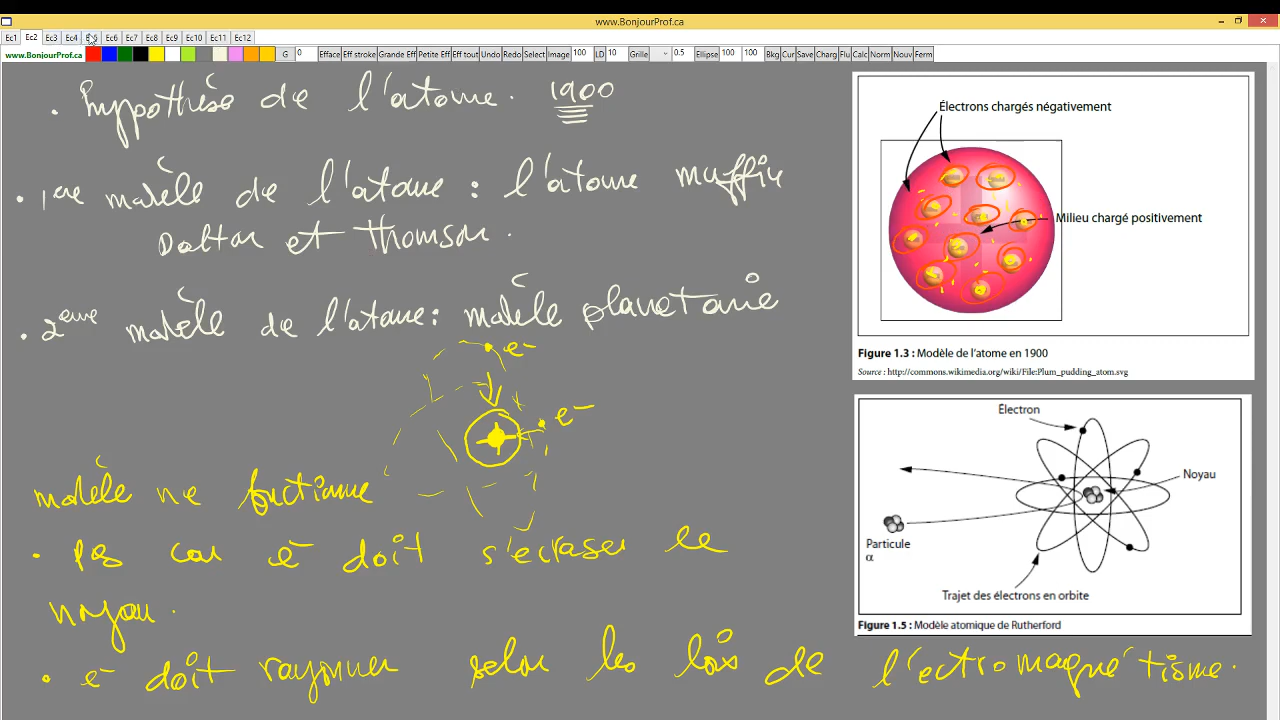 www.BonjourProf.ca
Ec1 Ec2 Ec3 Ec4 Ec5 Ec6 Ec7 Ec8 Ec9 Ec10 Ec11 Ec12
www.BonjourProf.ca G 0 Efface Eff stroke Grande Eff Petite Eff Eff tout Undo Redo Select Image 100 LD 10 Grille 0.5 Ellipse 100 100 Bkg Cur Save Charg Flu Calc Norm Nouv Ferm
• hypothèse de l'atome. 1900
• 1ère modèle de l'atome : l'atome muffin
Dalton et Thomson.
• 2ème modèle de l'atome : modèle planetaire
e-
e-
modèle ne fonctionne
• pas car e- doit s'écraser le
noyau.
• e- doit rayonner selon les lois de l'ectromagnétisme.
Électrons chargés négativement
Milieu chargé positivement
Figure 1.3 : Modèle de l'atome en 1900
Source : http://commons.wikimedia.org/wiki/File:Plum_pudding_atom.svg
Électron
Noyau
Particule
α
Trajet des électrons en orbite
Figure 1.5 : Modèle atomique de Rutherford